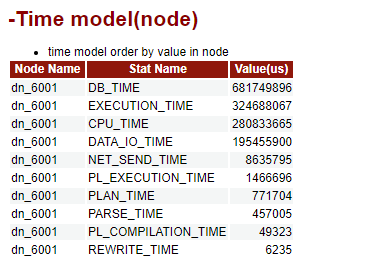 -Time model(node)
• time model order by value in node
Node Name Stat Name Value(us)
dn_6001 DB_TIME 681749896
dn_6001 EXECUTION_TIME 324688067
dn_6001 CPU_TIME 280833665
dn_6001 DATA_IO_TIME 195455900
dn_6001 NET_SEND_TIME 8635795
dn_6001 PL_EXECUTION_TIME 1466696
dn_6001 PLAN_TIME 771704
dn_6001 PARSE_TIME 457005
dn_6001 PL_COMPILATION_TIME 49323
dn_6001 REWRITE_TIME 6235